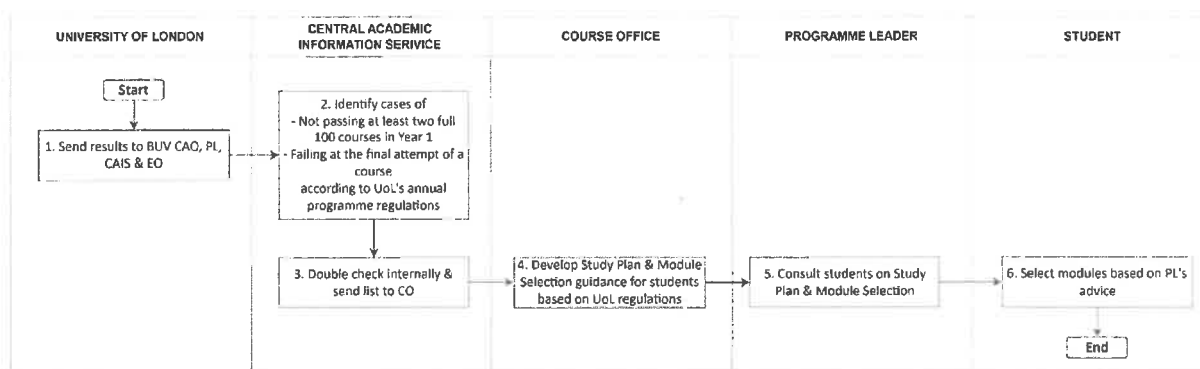 UNIVERSITY OF LONDON
CENTRAL ACADEMIC
INFORMATION SERIVICE
COURSE OFFICE
PROGRAMME LEADER
STUDENT
Start
1. Send results to BUV CAO, PL,
CAIS & EO
2. Identify cases of
- Not passing at least two full
100 courses in Year 1
- Failing at the final attempt of a
course
according to UoL's annual
programme regulations
3. Double check internally &
send list to CO
4. Develop Study Plan & Module
Selection guidance for students
based on UoL regulations
5. Consult students on Study
Plan & Module Selection
6. Select modules based on PL's
advice
End